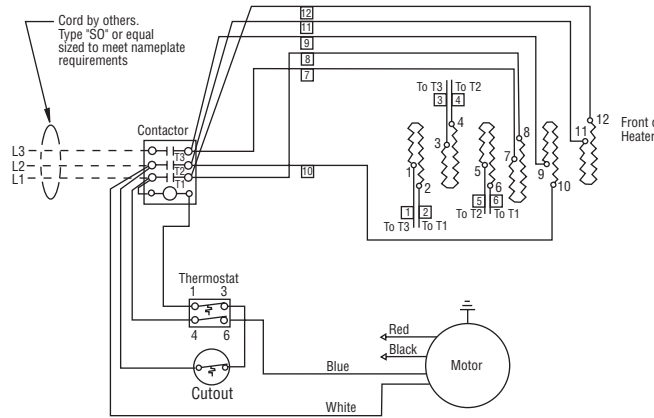 Cord by others.
Type "SO" or equal
sized to meet nameplate
requirements
12
11
9
8
7
To T3 To T2
3 4
Contactor
L3
L2
L1
T3
T2
T1
10
3 4
1 2
5 6
7 8
9 10
11 12
Front o
Heater
1 2
To T3 To T1
5 6
To T2 To T1
Thermostat
1 3
4 6
Cutout
Red
Black
Blue
White
Motor